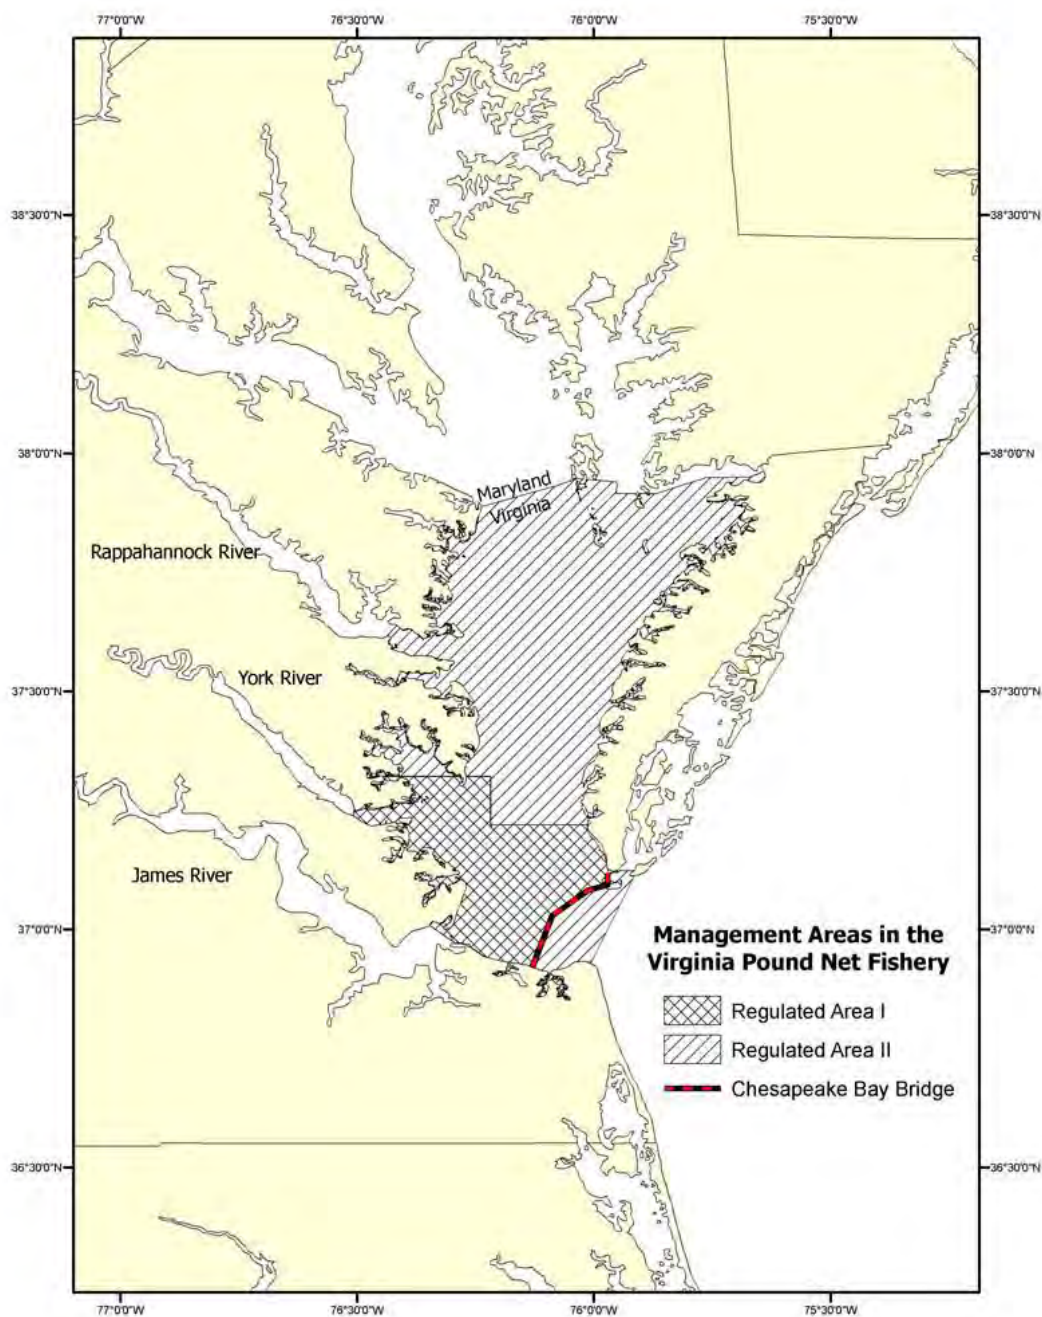 77°0'0"W 76°30'0"W 76°0'0"W 75°30'0"W
38°30'0"N 38°30'0"N
38°0'0"N 38°0'0"N
Maryland
Virginia
Rappahannock River
York River
37°30'0"N 37°30'0"N
James River
37°0'0"N 37°0'0"N
Management Areas in the
Virginia Pound Net Fishery
Regulated Area I
Regulated Area II
Chesapeake Bay Bridge
36°30'0"N 36°30'0"N
77°0'0"W 76°30'0"W 76°0'0"W 75°30'0"W